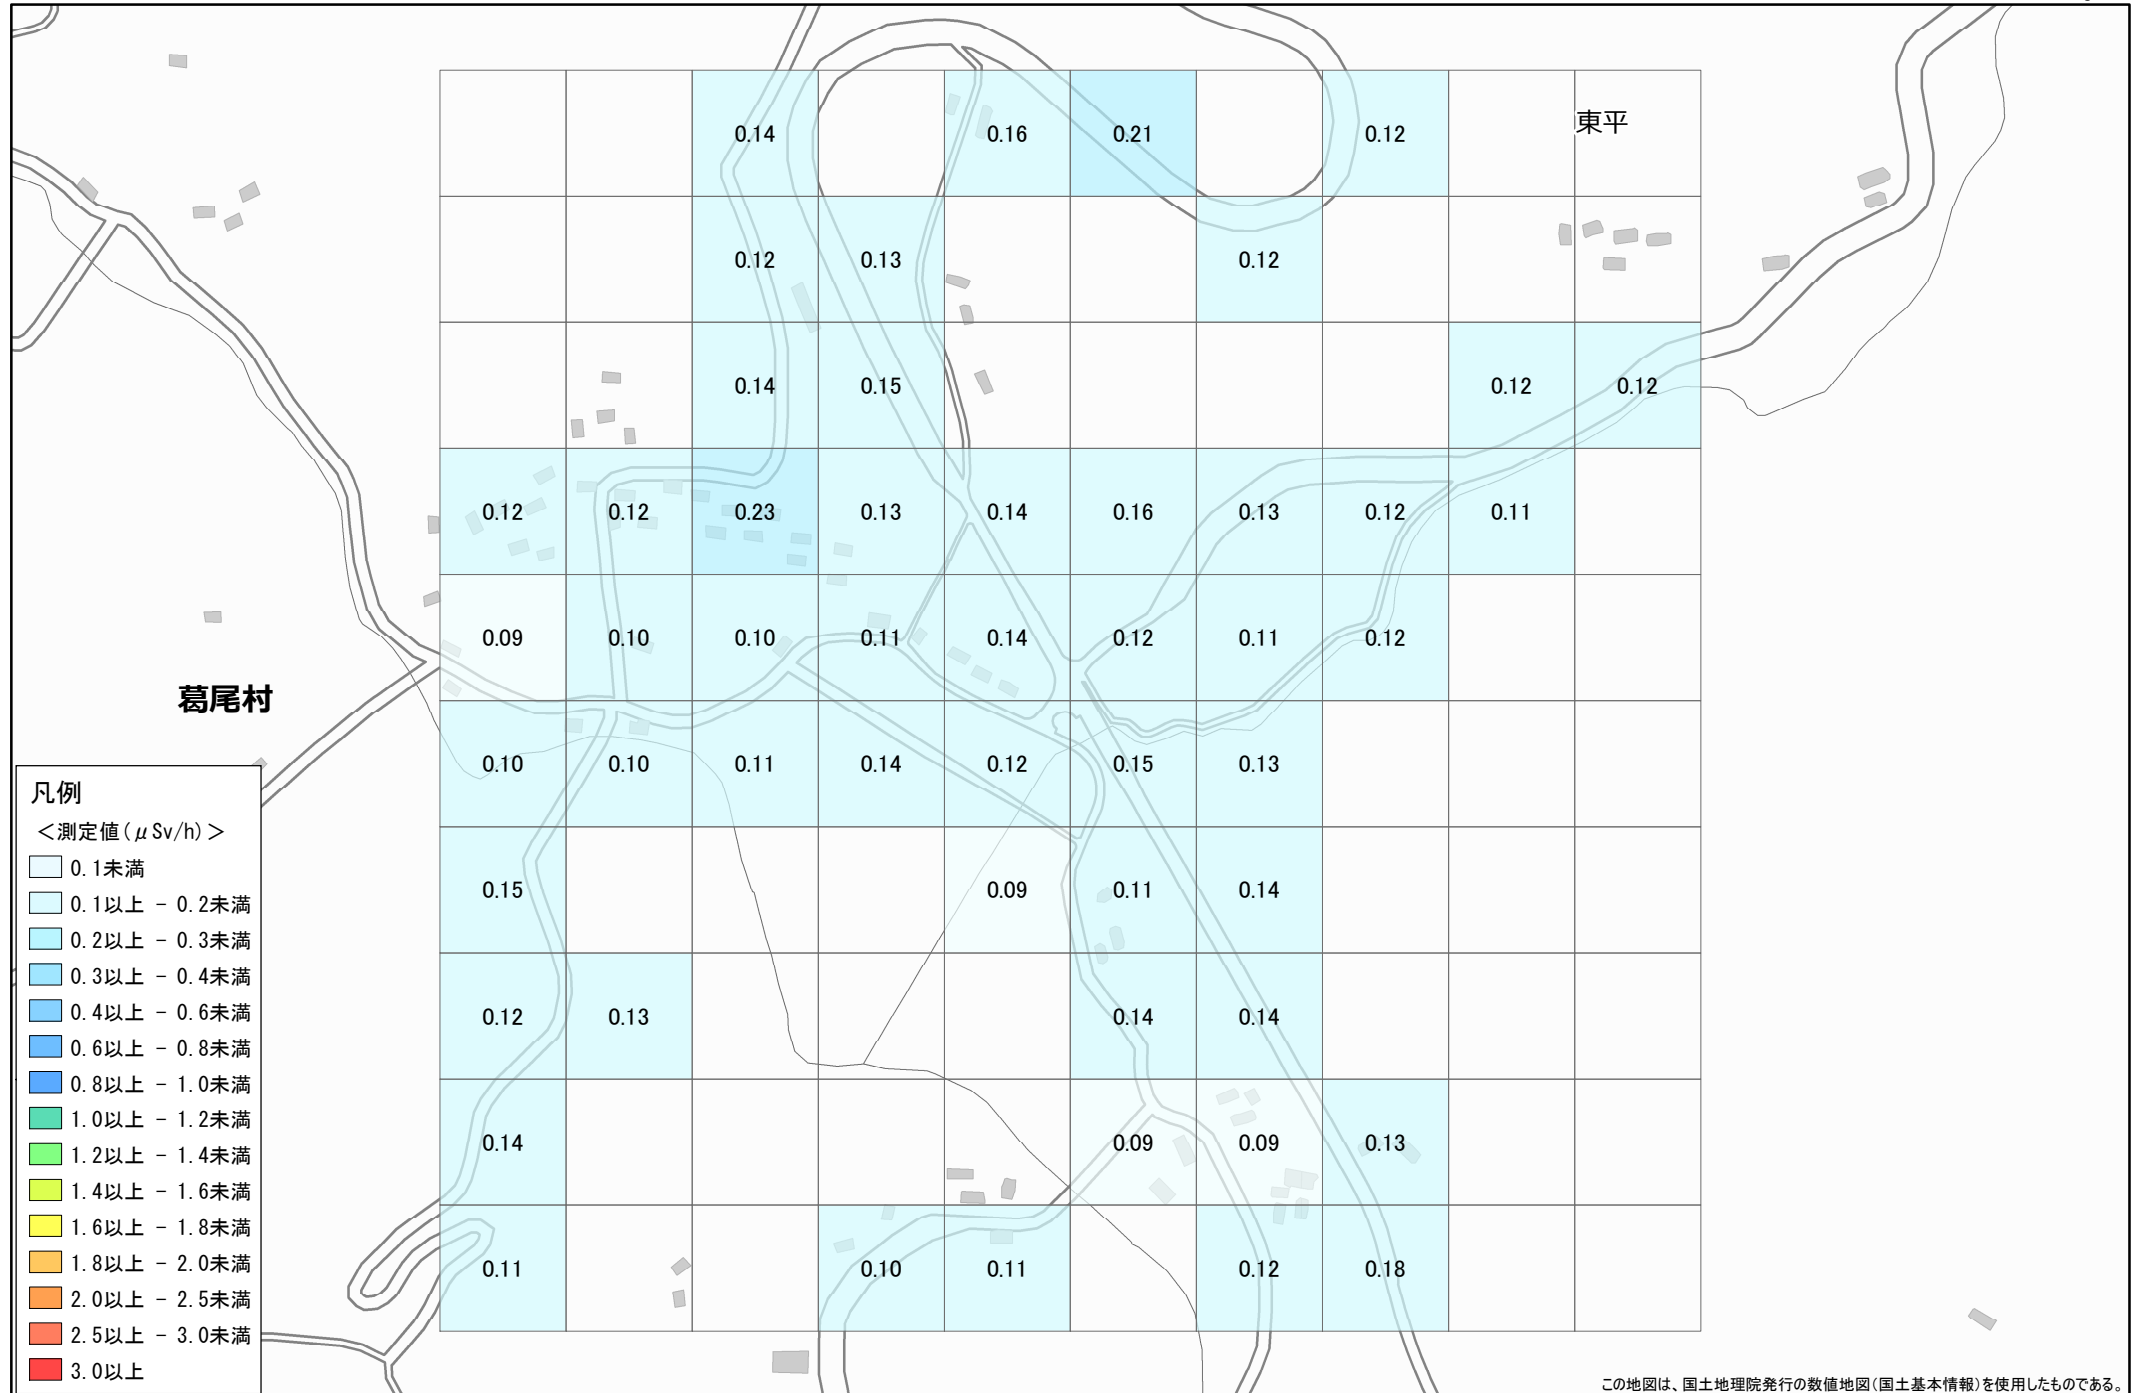 0.14 0.16 0.21 0.12 東平
0.12 0.13 0.12
0.14 0.15 0.12 0.12
0.12 0.12 0.23 0.13 0.14 0.16 0.13 0.12 0.11
0.09 0.10 0.10 0.11 0.14 0.12 0.11 0.12
葛尾村
0.10 0.10 0.11 0.14 0.12 0.15 0.13
0.15 0.09 0.11 0.14
0.12 0.13 0.14 0.14
0.14 0.09 0.09 0.13
0.11 0.10 0.11 0.12 0.18
凡例
＜測定値(μSv/h)＞
0.1未満
0.1以上 － 0.2未満
0.2以上 － 0.3未満
0.3以上 － 0.4未満
0.4以上 － 0.6未満
0.6以上 － 0.8未満
0.8以上 － 1.0未満
1.0以上 － 1.2未満
1.2以上 － 1.4未満
1.4以上 － 1.6未満
1.6以上 － 1.8未満
1.8以上 － 2.0未満
2.0以上 － 2.5未満
2.5以上 － 3.0未満
3.0以上
この地図は、国土地理院発行の数値地図(国土基本情報)を使用したものである。